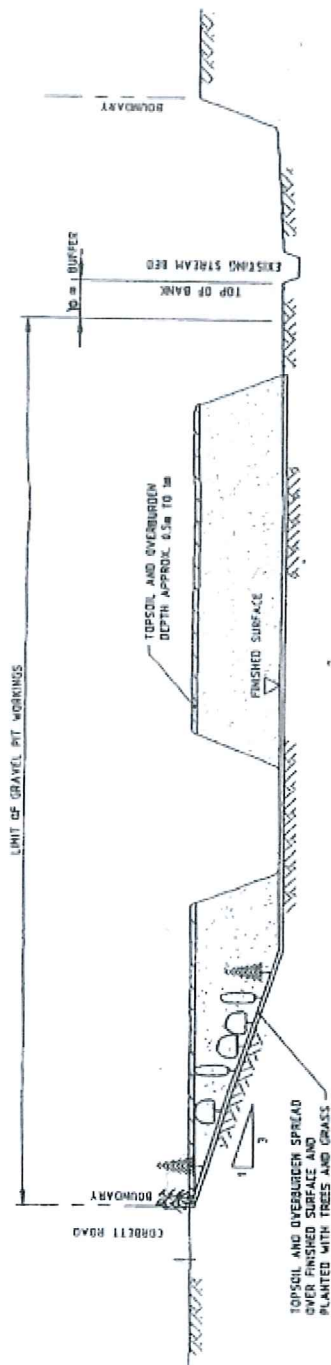 LIMIT OF GRAVEL PIT WORKINGS
10 m BUFFER
BOUNDARY
EXISTING STREAM BED
TOP OF BANK
TOPSOIL AND OVERBURDEN
DEPTH APPROX. 0.5m TO 1m
FINISHED SURFACE
CORBETT ROAD
BOUNDARY
1
3
TOPSOIL AND OVERBURDEN SPREAD
OVER FINISHED SURFACE AND
PLANTED WITH TREES AND GRASS